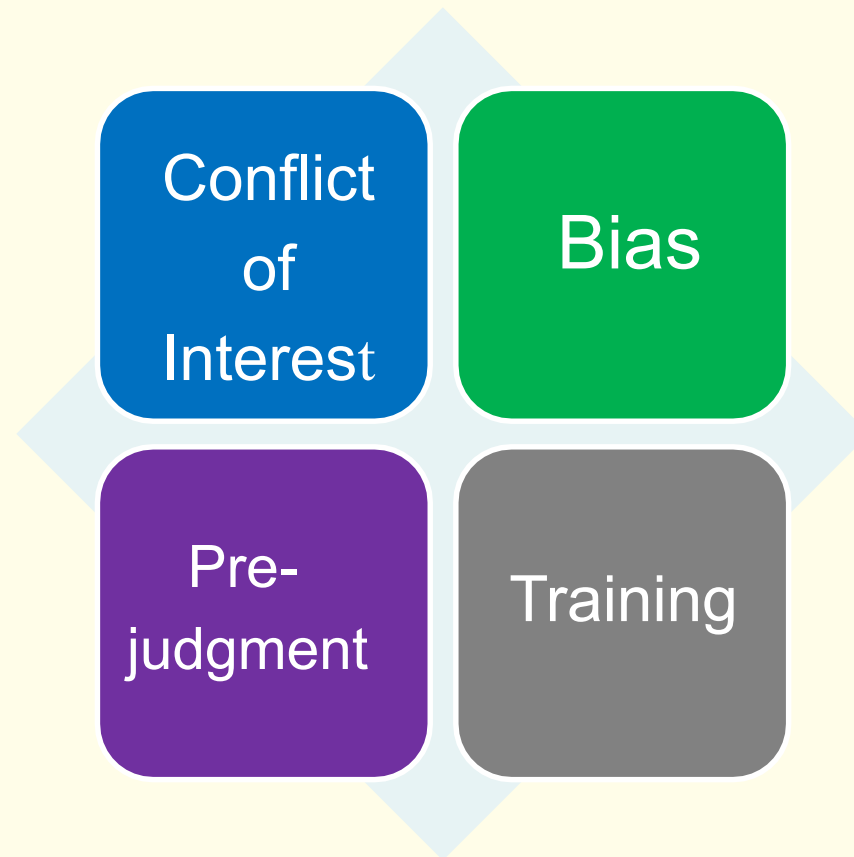 Conflict
of
Interest
Bias
Pre-
judgment
Training